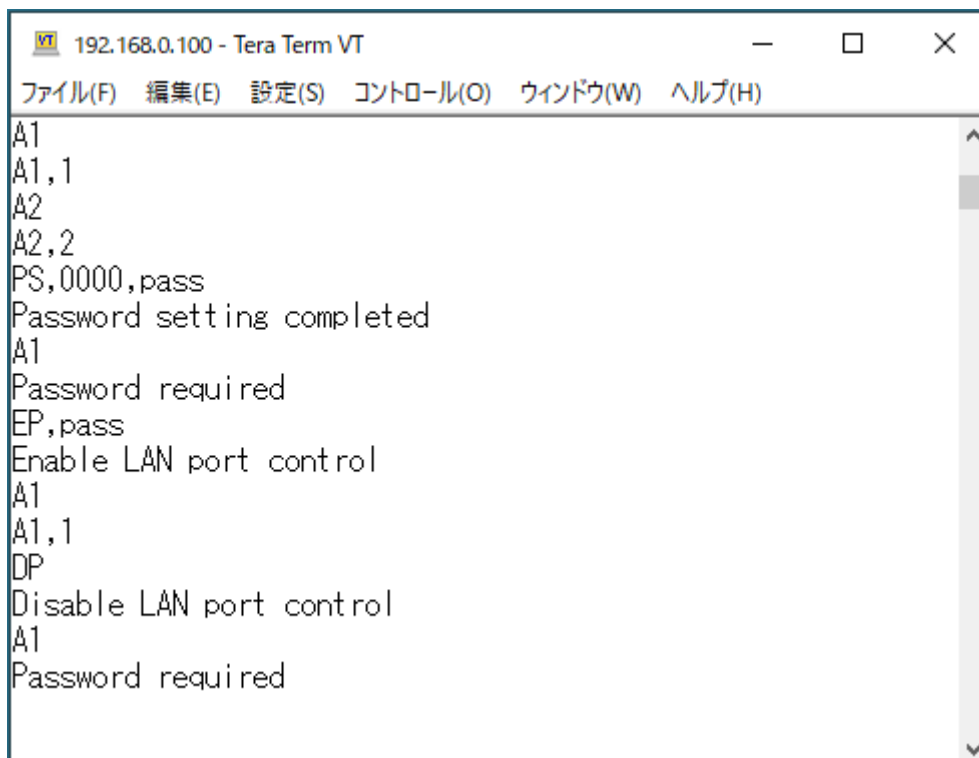 192.168.0.100 - Tera Term VT
ファイル(F) 編集(E) 設定(S) コントロール(O) ウィンドウ(W) ヘルプ(H)
A1
A1,1
A2
A2,2
PS,0000,pass
Password setting completed
A1
Password required
EP,pass
Enable LAN port control
A1
A1,1
DP
Disable LAN port control
A1
Password required